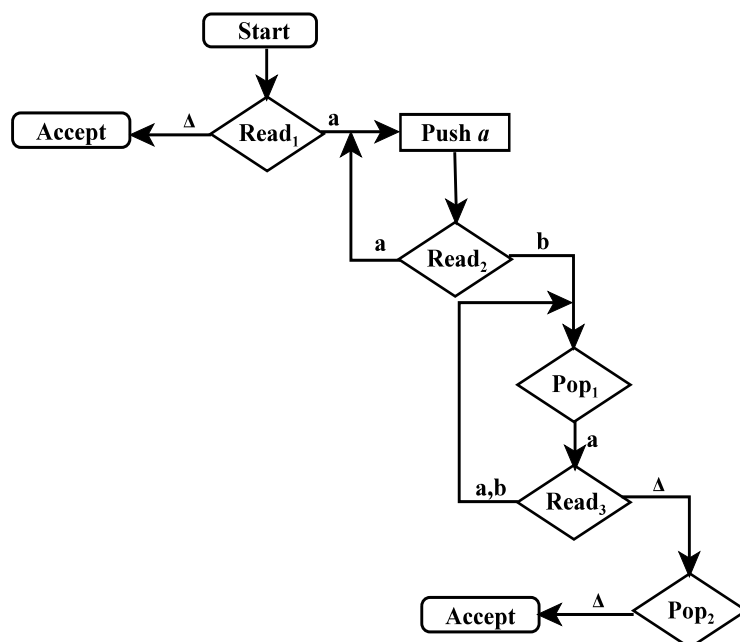 Start
Accept
Δ
Read₁
a
Push a
a
Read₂
b
Pop₁
a
a,b
Read₃
Δ
Accept
Δ
Pop₂